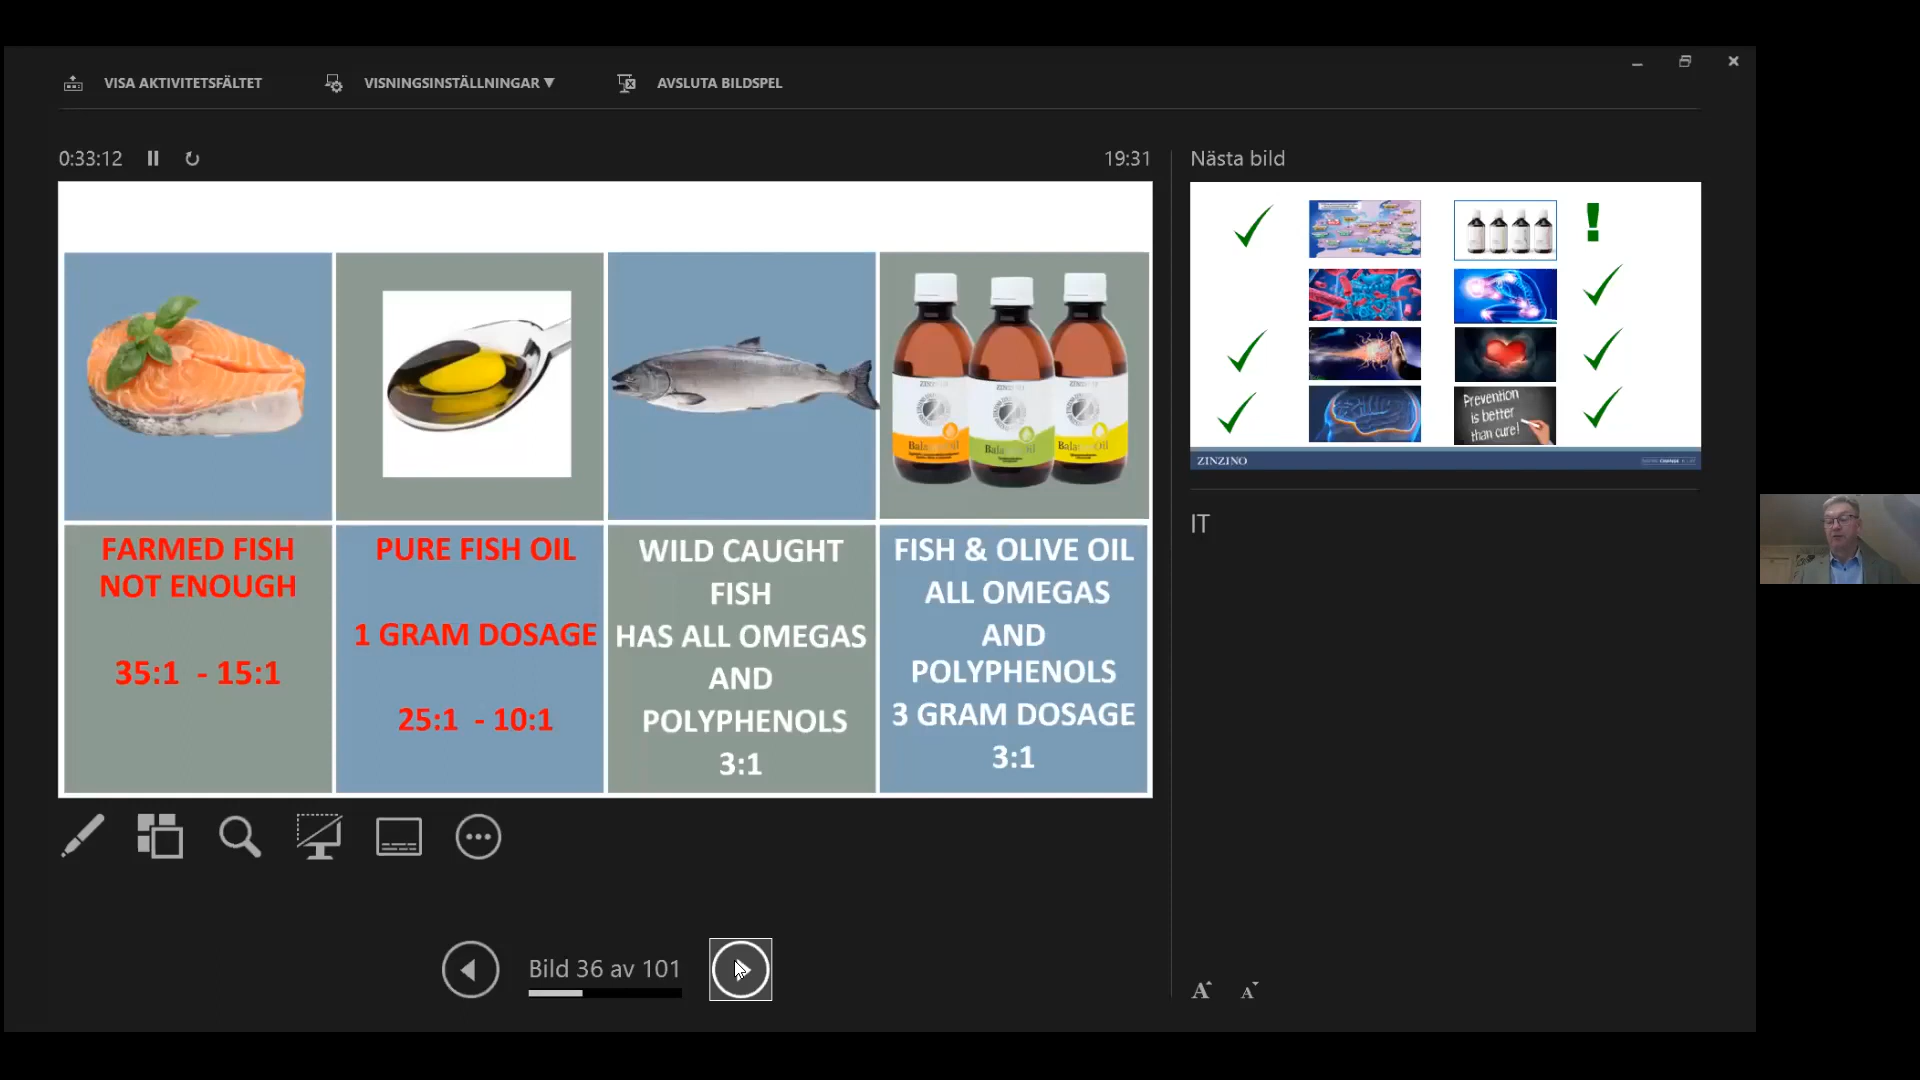 VISA AKTIVITETSFÄLTET
VISNINGSINSTÄLLNINGAR ▼
AVSLUTA BILDSPEL
0:33:12
19:31
Nästa bild
FARMED FISH
NOT ENOUGH
35:1 - 15:1
PURE FISH OIL
1 GRAM DOSAGE
25:1 - 10:1
WILD CAUGHT
FISH
HAS ALL OMEGAS
AND
POLYPHENOLS
3:1
ZINZINO
ZINZINO
ZINZINO
FISH & OLIVE OIL
ALL OMEGAS
AND
POLYPHENOLS
3 GRAM DOSAGE
3:1
!
Prevention
is better
than cure!
ZINZINO
IT
Bild 36 av 101
A
A